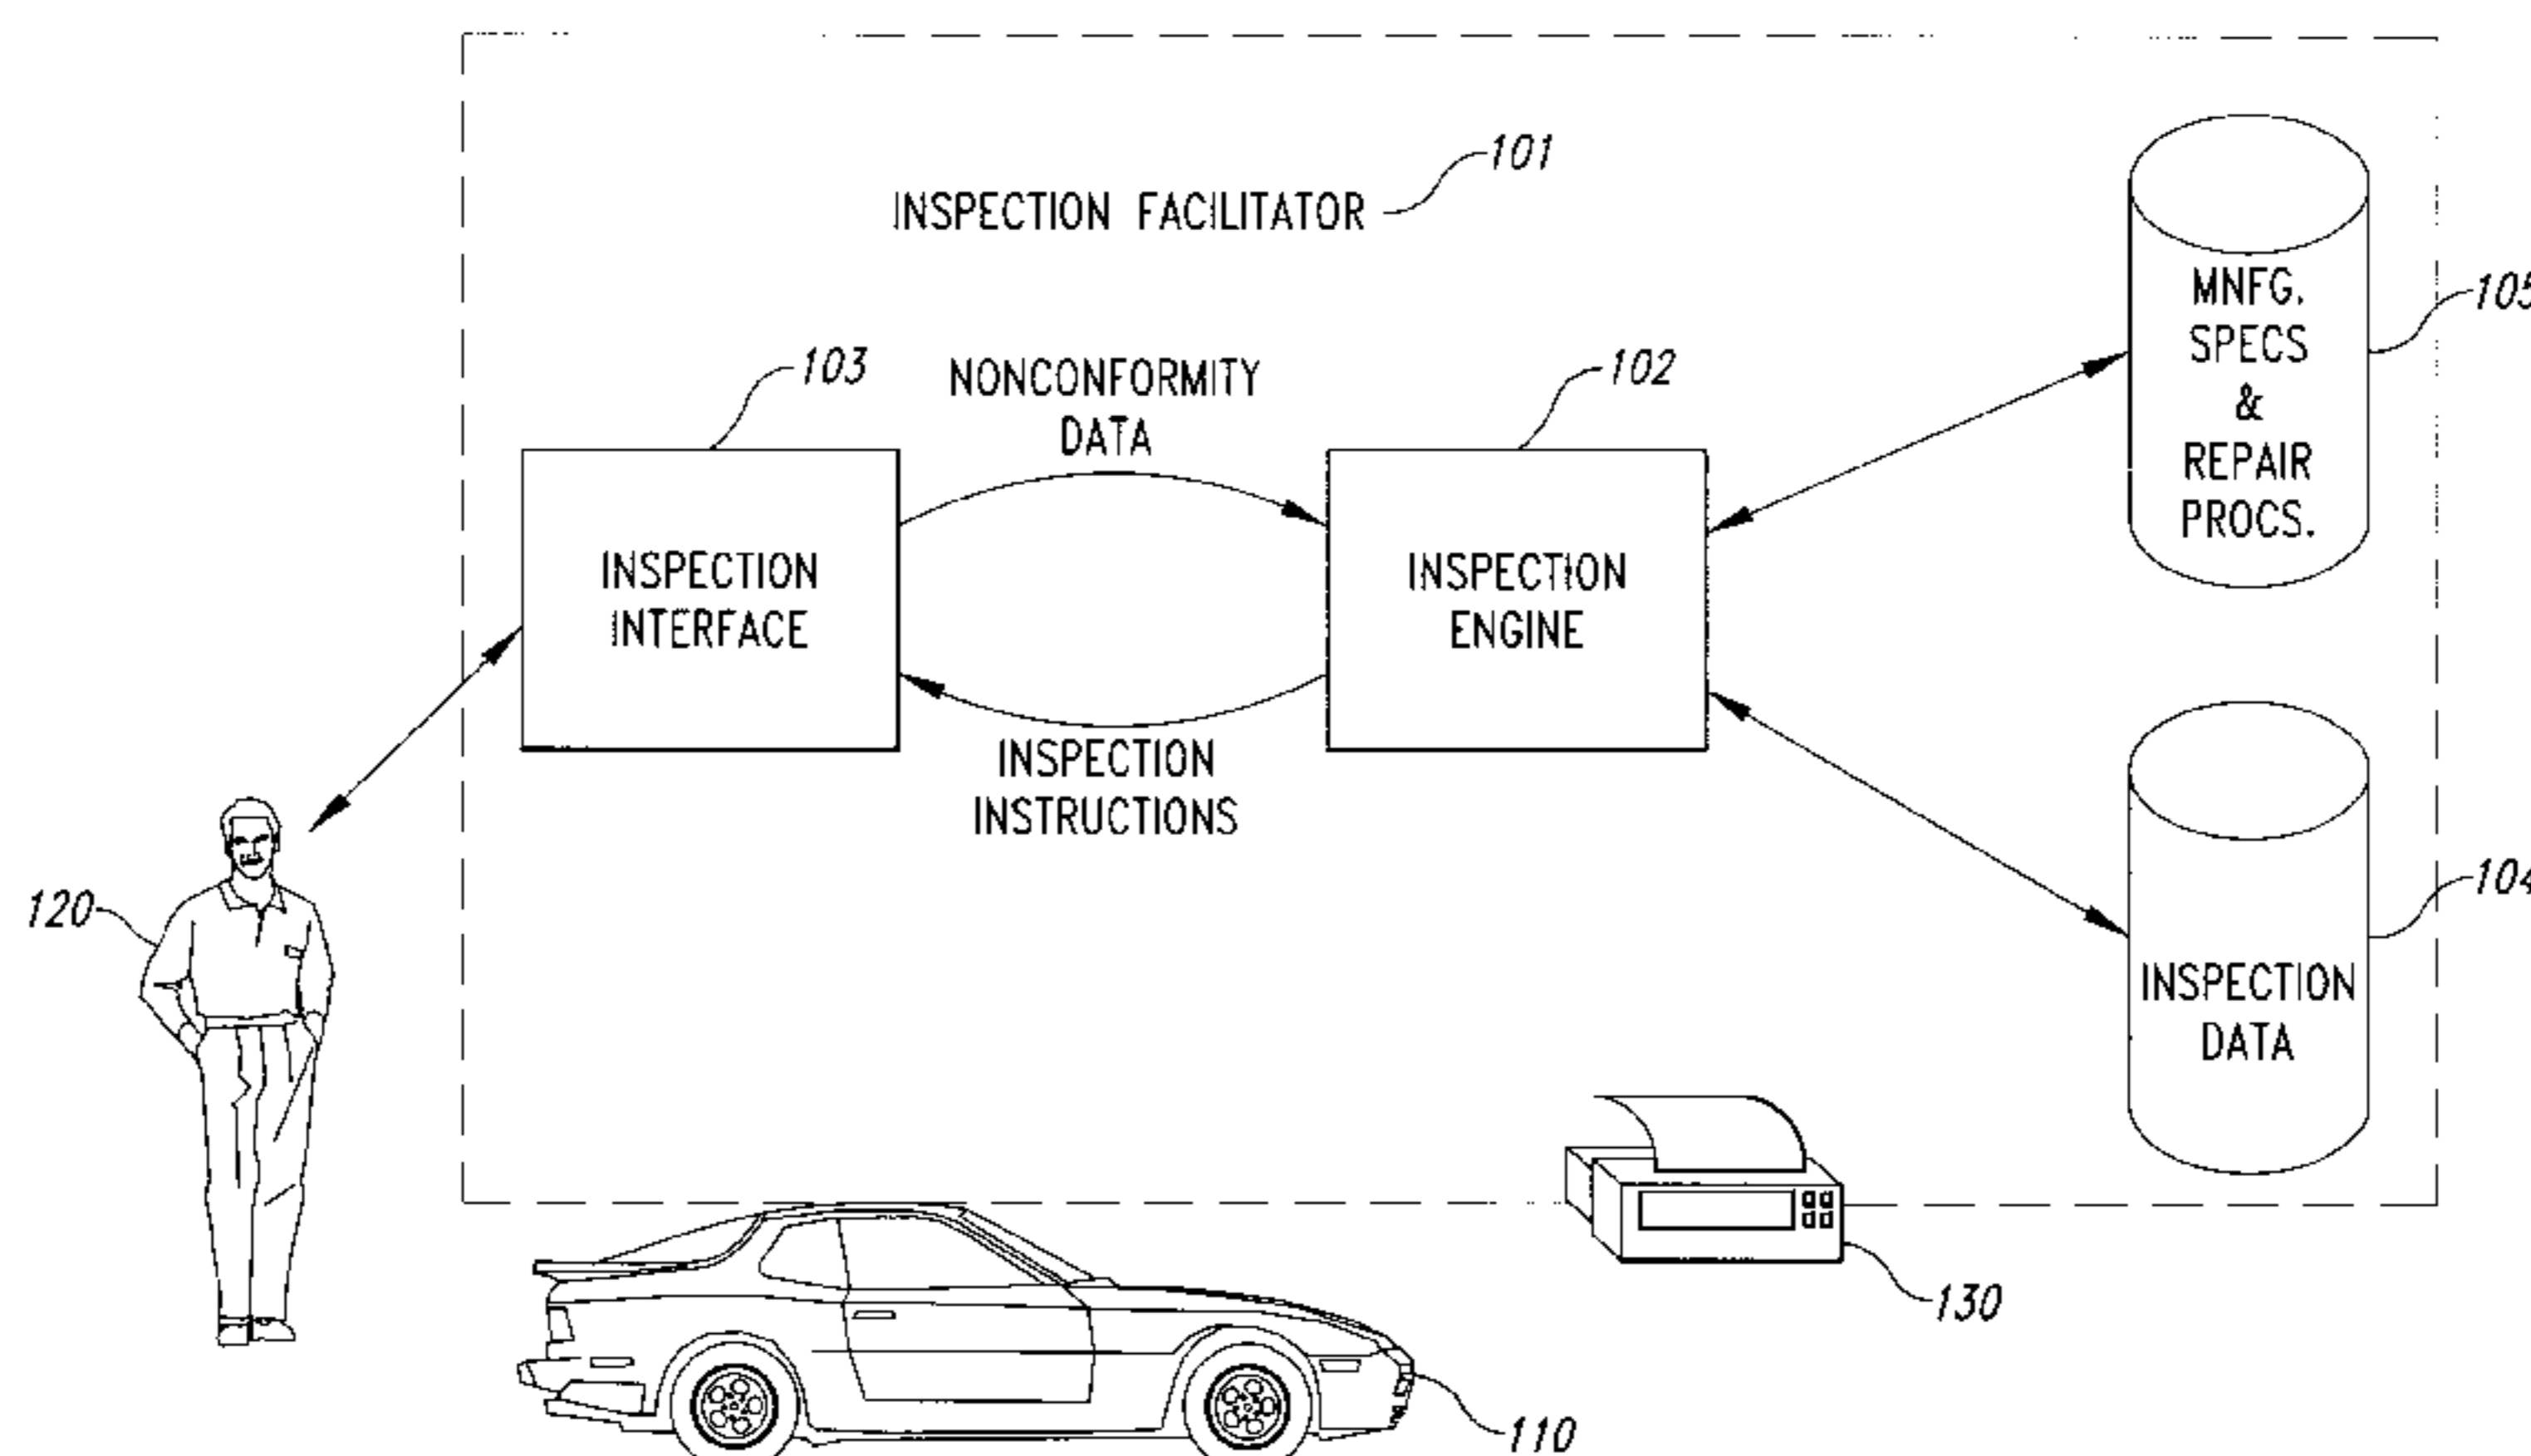 101
INSPECTION FACILITATOR
105
MNFG.
SPECS
&
REPAIR
PROCS.
103
NONCONFORMITY
DATA
102
INSPECTION
INTERFACE
INSPECTION
ENGINE
INSPECTION
INSTRUCTIONS
120
104
INSPECTION
DATA
130
110